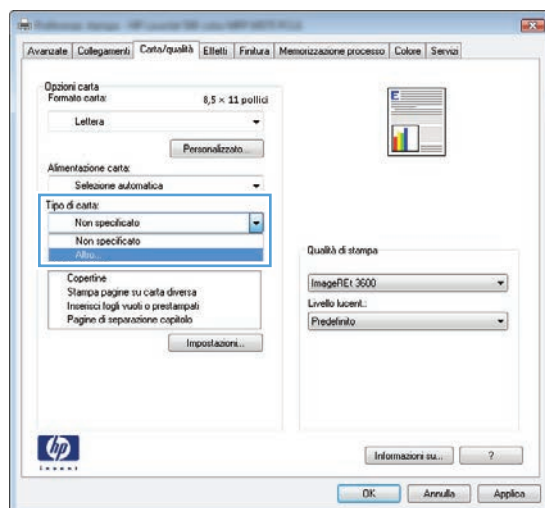 Avanzate Collegamenti Carta/qualità Effetti Finitura Memorizzazione processo Colore Servizi
Opzioni carta
Formato carta: 8,5 × 11 pollici
Lettera
Personalizzato...
Alimentazione carta:
Selezione automatica
Tipo di carta:
Non specificato
Non specificato
Altro...
Copertine
Stampa pagine su carta diversa
Inserisci fogli vuoti o prestampati
Pagine di separazione capitolo
Impostazioni...
E
Qualità di stampa
ImageREt 3600
Livello lucent.:
Predefinito
hp
invent
Informazioni su... ?
OK Annulla Applica